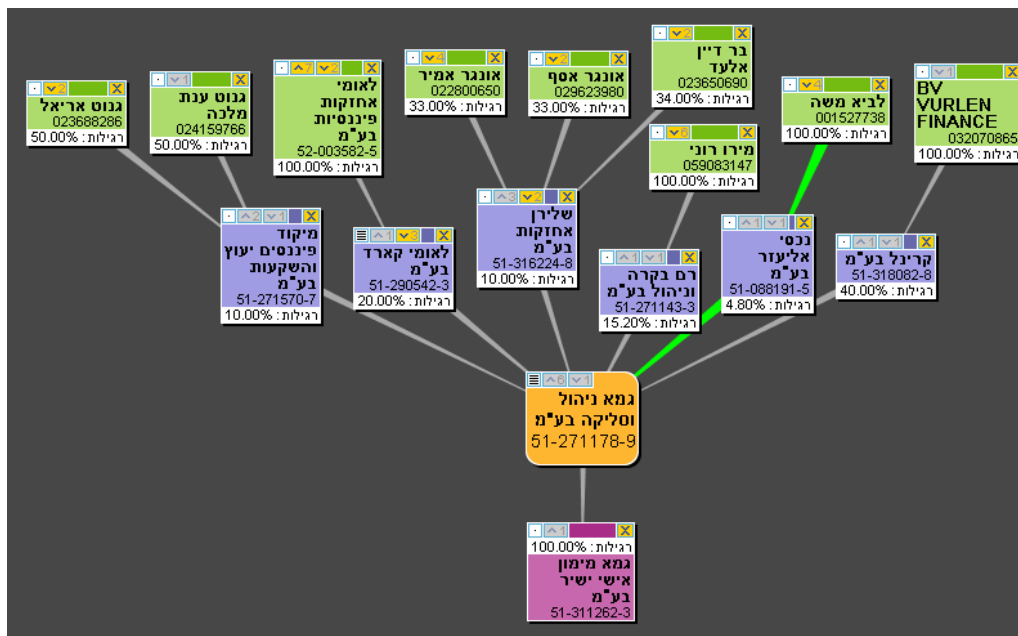 גנוט אריאל
023688286
רגילות: 50.00%
גנוט ענת
מלכה
024159766
רגילות: 50.00%
לאומי
אחזקות
פיננסיות
בע"מ
52-003582-5
רגילות: 100.00%
אונגר אמיר
022800650
רגילות: 33.00%
אונגר אסף
029623980
רגילות: 33.00%
בר דיין
אלעד
023650690
רגילות: 34.00%
מירו רוני
059083147
רגילות: 100.00%
לביא משה
001527738
רגילות: 100.00%
BV
VURLEN
FINANCE
032070865
רגילות: 100.00%
מיקוד
פיננסים יעוץ
והשקעות
בע"מ
51-271570-7
רגילות: 10.00%
לאומי קארד
בע"מ
51-290542-3
רגילות: 20.00%
שלירן
אחזקות
בע"מ
51-316224-8
רגילות: 10.00%
רם בקרה
וניהול בע"מ
51-271143-3
רגילות: 15.20%
נכסי
אליעזר
בע"מ
51-088191-5
רגילות: 4.80%
קרינל בע"מ
51-318082-8
רגילות: 40.00%
גמא ניהול
וסליקה בע"מ
51-271178-9
רגילות: 100.00%
גמא מימון
אישי ישיר
בע"מ
51-311262-3